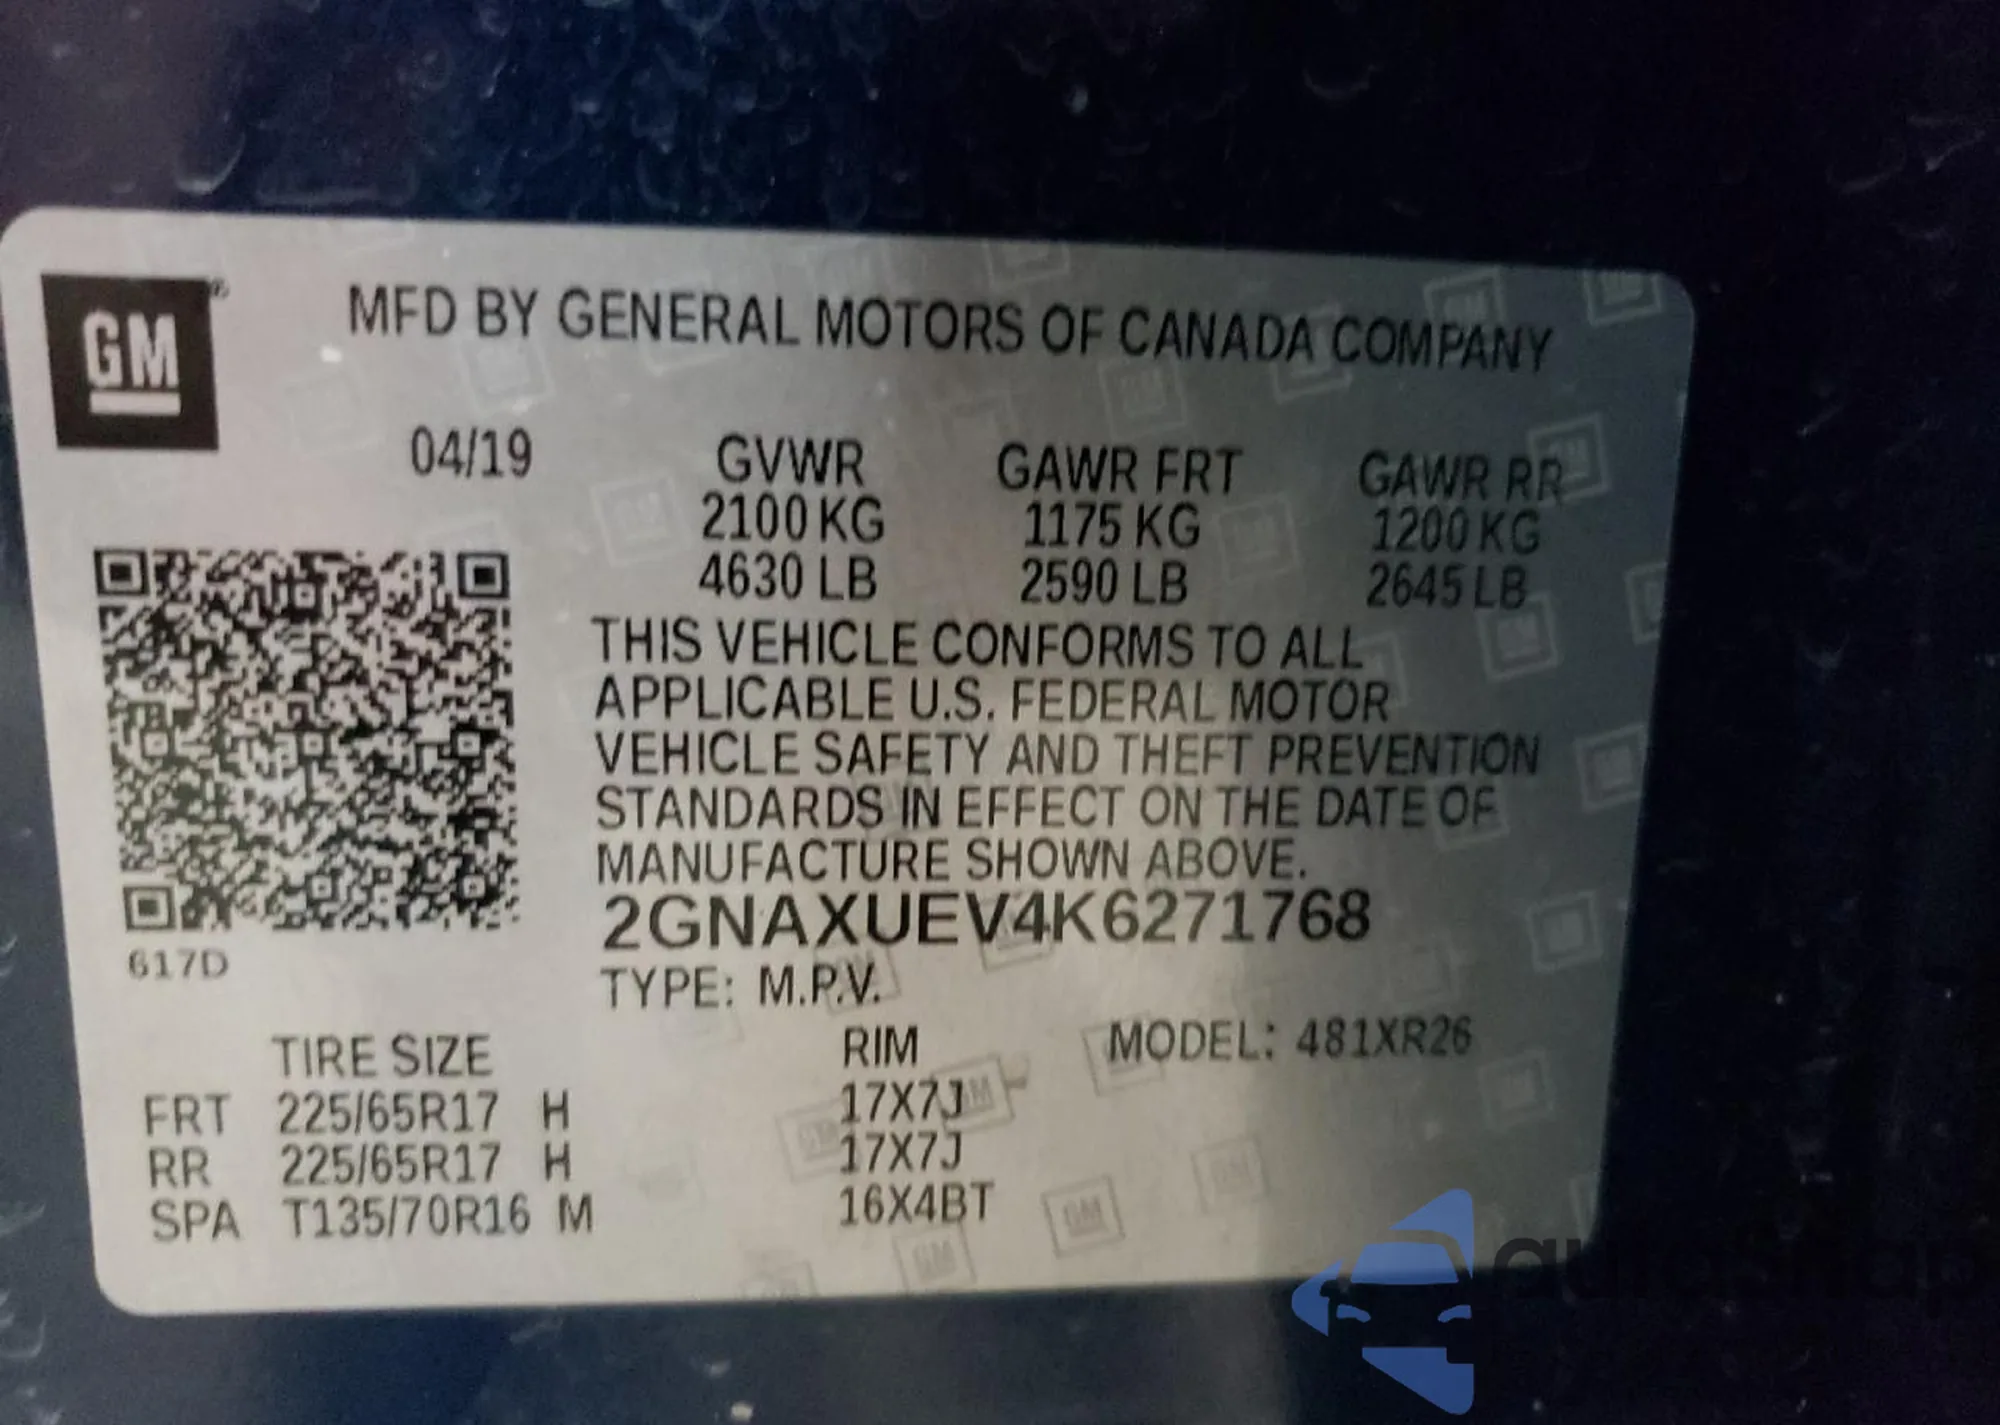 GM
MFD BY GENERAL MOTORS OF CANADA COMPANY
04/19 GVWR GAWR FRT GAWR RR
2100 KG 1175 KG 1200 KG
4630 LB 2590 LB 2645 LB
THIS VEHICLE CONFORMS TO ALL
APPLICABLE U.S. FEDERAL MOTOR
VEHICLE SAFETY AND THEFT PREVENTION
STANDARDS IN EFFECT ON THE DATE OF
MANUFACTURE SHOWN ABOVE.
2GNAXUEV4K6271768
617D
TYPE: M.P.V.
TIRE SIZE RIM MODEL: 481XR26
FRT 225/65R17 H 17X7J
RR 225/65R17 H 17X7J
SPA T135/70R16 M 16X4BT